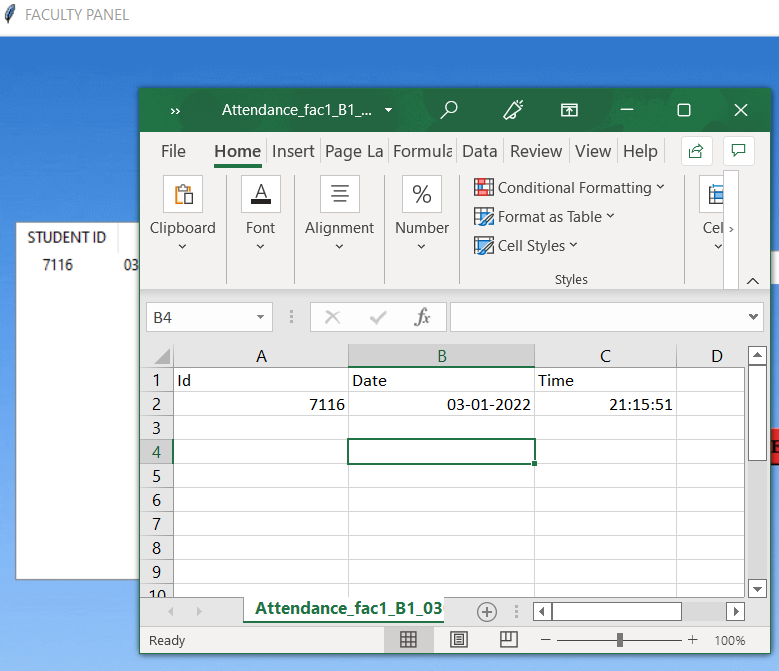 FACULTY PANEL
STUDENT ID
7116 03
Attendance_fac1_B1_...
File Home Insert Page La Formula Data Review View Help
Clipboard
Font
Alignment
%
Number
Conditional Formatting
Format as Table
Cell Styles
Styles
Cel
B4
fx
A B C D
1 Id Date Time
2 7116 03-01-2022 21:15:51
3
4
5
6
7
8
9
10
Attendance_fac1_B1_03
Ready 100%